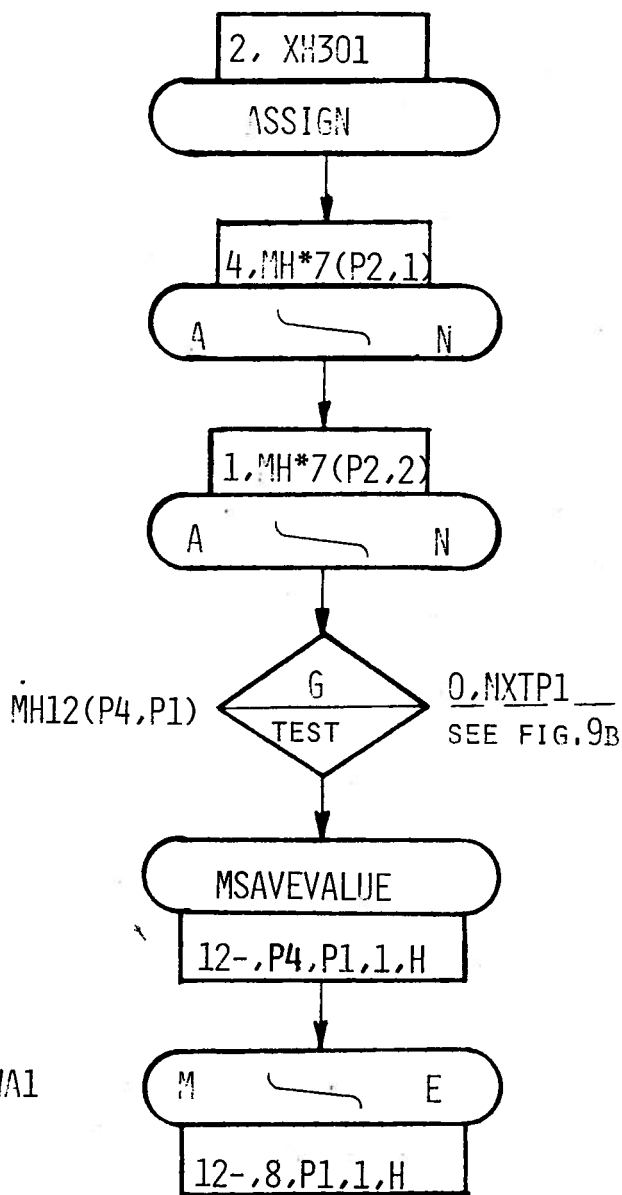 2, XH301
ASSIGN
4,MH*7(P2,1)
A N
1,MH*7(P2,2)
A N
G
MH12(P4,P1)
0,NXTP1
TEST
SEE FIG.9B
MSAVEVALUE
12-,P4,P1,1,H
M E
12-,8,P1,1,H